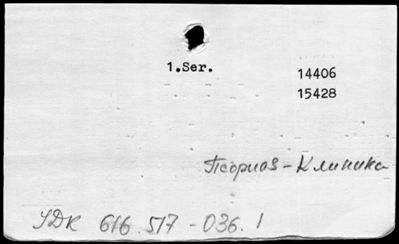 1.Ser.
14406
15428
Псориаз - Клиника
УДК 616.517-036.1